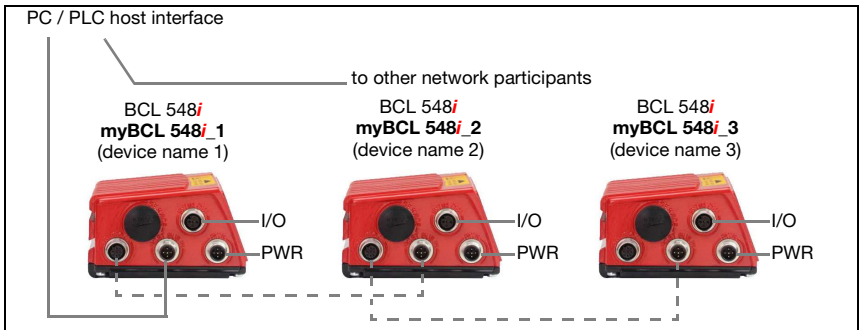 PC / PLC host interface
to other network participants
BCL 548i
myBCL 548i_1
(device name 1)
BCL 548i
myBCL 548i_2
(device name 2)
BCL 548i
myBCL 548i_3
(device name 3)
I/O
PWR
I/O
PWR
I/O
PWR